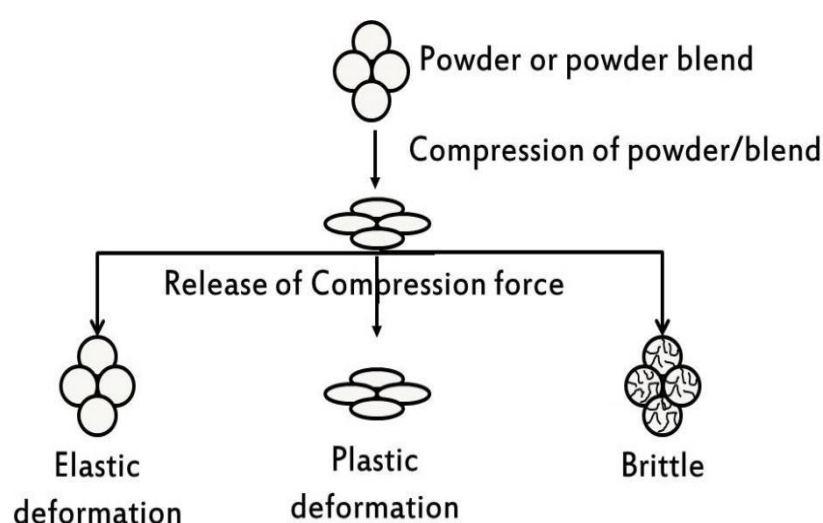 Powder or powder blend
Compression of powder/blend
Release of Compression force
Elastic
deformation
Plastic
deformation
Brittle